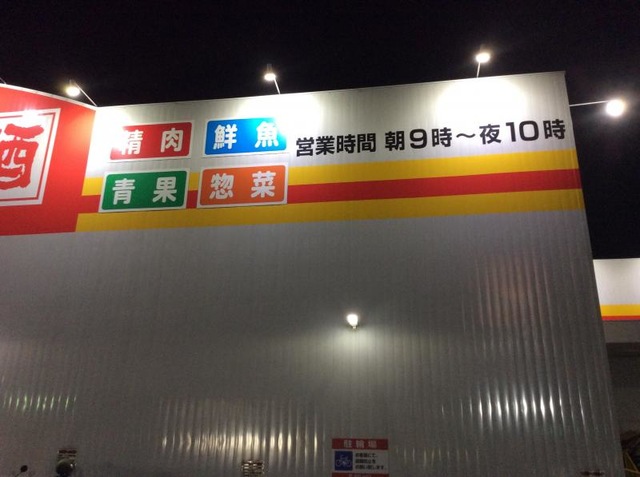 酒
精肉 鮮魚 営業時間 朝9時～夜10時
青果 惣菜
駐輪場